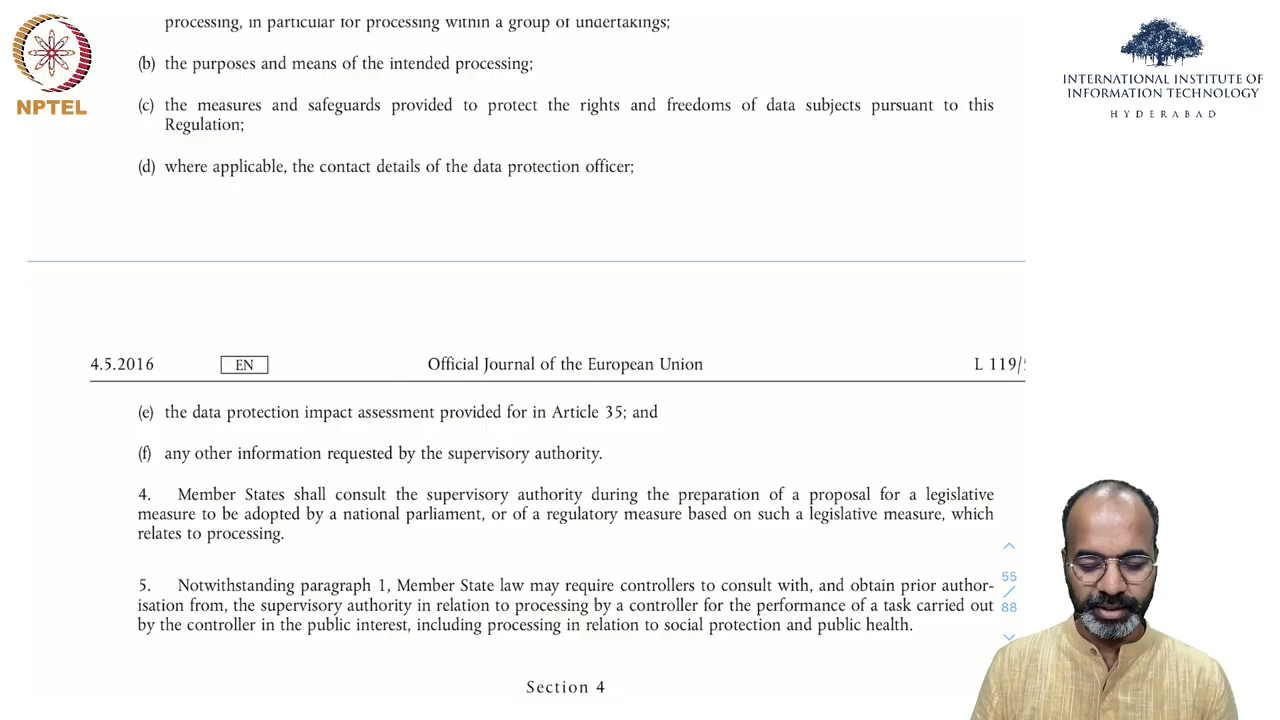 processing, in particular for processing within a group of undertakings;
(b) the purposes and means of the intended processing;
(c) the measures and safeguards provided to protect the rights and freedoms of data subjects pursuant to this
Regulation;
(d) where applicable, the contact details of the data protection officer;
NPTEL
INTERNATIONAL INSTITUTE OF
INFORMATION TECHNOLOGY
HYDERABAD
4.5.2016 EN Official Journal of the European Union L 119/
(e) the data protection impact assessment provided for in Article 35; and
(f) any other information requested by the supervisory authority.
4. Member States shall consult the supervisory authority during the preparation of a proposal for a legislative
measure to be adopted by a national parliament, or of a regulatory measure based on such a legislative measure, which
relates to processing.
5. Notwithstanding paragraph 1, Member State law may require controllers to consult with, and obtain prior author-
isation from, the supervisory authority in relation to processing by a controller for the performance of a task carried out
by the controller in the public interest, including processing in relation to social protection and public health.
55
/
88
Section 4